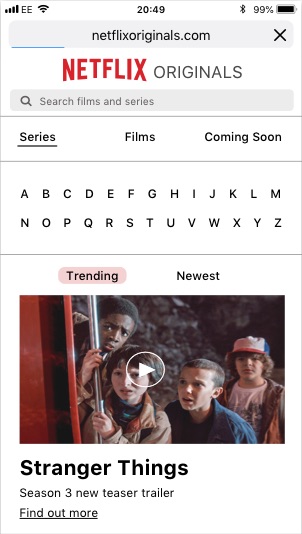 EE 20:49 99%
netflixoriginals.com
NETFLIX ORIGINALS
Search films and series
Series Films Coming Soon
A B C D E F G H I J K L M
N O P Q R S T U V W X Y Z
Trending Newest
Stranger Things
Season 3 new teaser trailer
Find out more